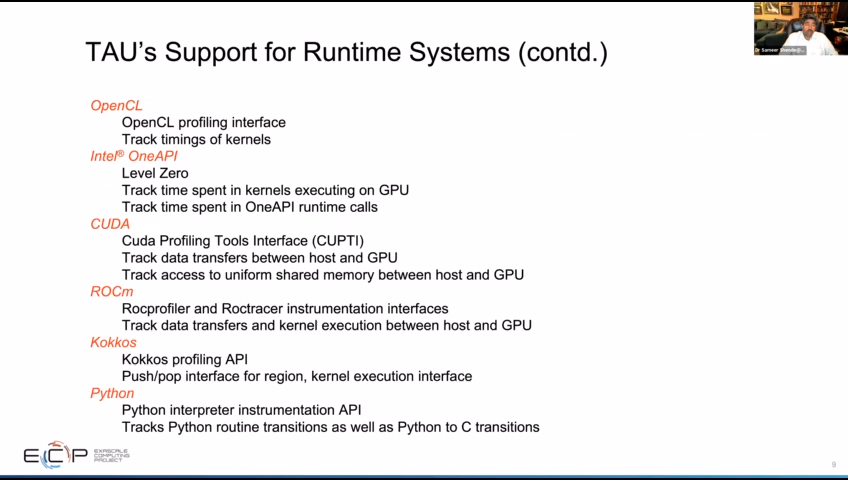 TAU's Support for Runtime Systems (contd.)
OpenCL
OpenCL profiling interface
Track timings of kernels
Intel® OneAPI
Level Zero
Track time spent in kernels executing on GPU
Track time spent in OneAPI runtime calls
CUDA
Cuda Profiling Tools Interface (CUPTI)
Track data transfers between host and GPU
Track access to uniform shared memory between host and GPU
ROCm
Rocprofiler and Roctracer instrumentation interfaces
Track data transfers and kernel execution between host and GPU
Kokkos
Kokkos profiling API
Push/pop interface for region, kernel execution interface
Python
Python interpreter instrumentation API
Tracks Python routine transitions as well as Python to C transitions
ECP
EXASCALE
COMPUTING
PROJECT
9
Dr Sameer